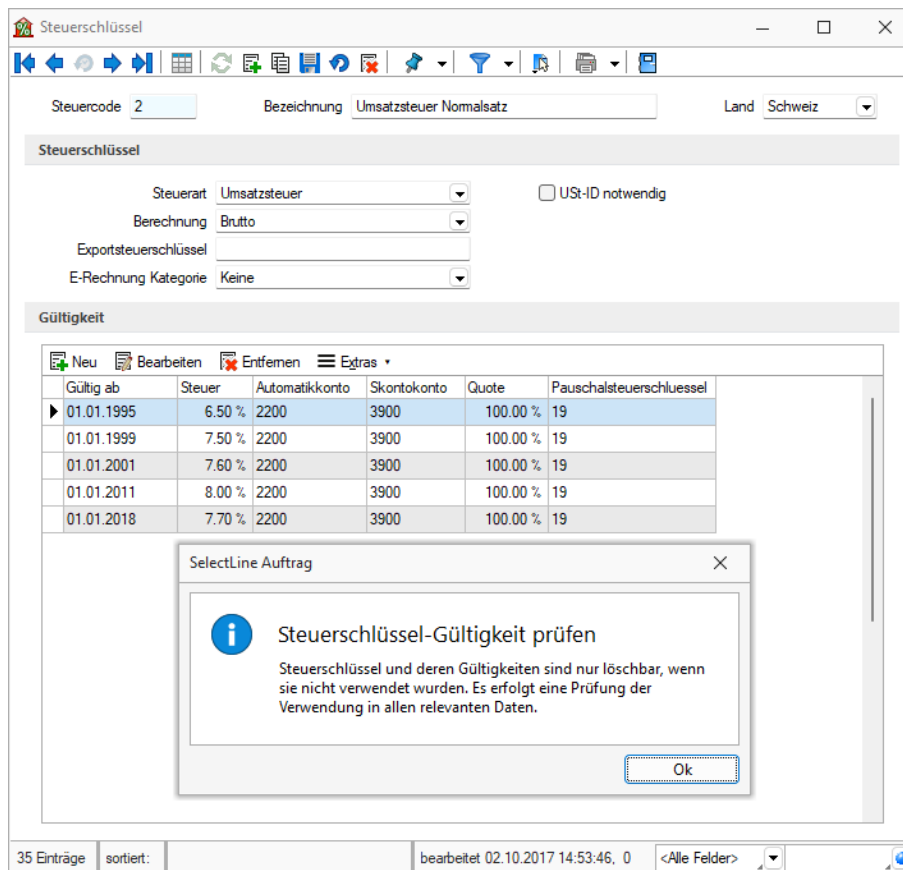 Steuerschlüssel
Steuercode 2 Bezeichnung Umsatzsteuer Normalsatz Land Schweiz
Steuerschlüssel
Steuerart Umsatzsteuer USt-ID notwendig
Berechnung Brutto
Exportsteuerschlüssel
E-Rechnung Kategorie Keine
Gültigkeit
Neu Bearbeiten Entfernen Extras
Gültig ab Steuer Automatikkonto Skontokonto Quote Pauschalsteuerschluessel
01.01.1995 6.50 % 2200 3900 100.00 % 19
01.01.1999 7.50 % 2200 3900 100.00 % 19
01.01.2001 7.60 % 2200 3900 100.00 % 19
01.01.2011 8.00 % 2200 3900 100.00 % 19
01.01.2018 7.70 % 2200 3900 100.00 % 19
SelectLine Auftrag
Steuerschlüssel-Gültigkeit prüfen
Steuerschlüssel und deren Gültigkeiten sind nur löschbar, wenn
sie nicht verwendet wurden. Es erfolgt eine Prüfung der
Verwendung in allen relevanten Daten.
Ok
35 Einträge sortiert: bearbeitet 02.10.2017 14:53:46, 0 <Alle Felder>